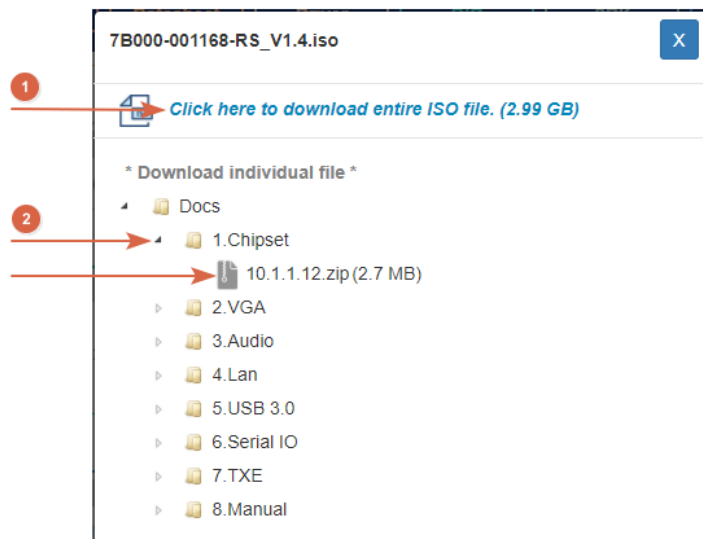 7B000-001168-RS_V1.4.iso
X
1
Click here to download entire ISO file. (2.99 GB)
* Download individual file *
Docs
2
1.Chipset
10.1.1.12.zip (2.7 MB)
2.VGA
3.Audio
4.Lan
5.USB 3.0
6.Serial IO
7.TXE
8.Manual